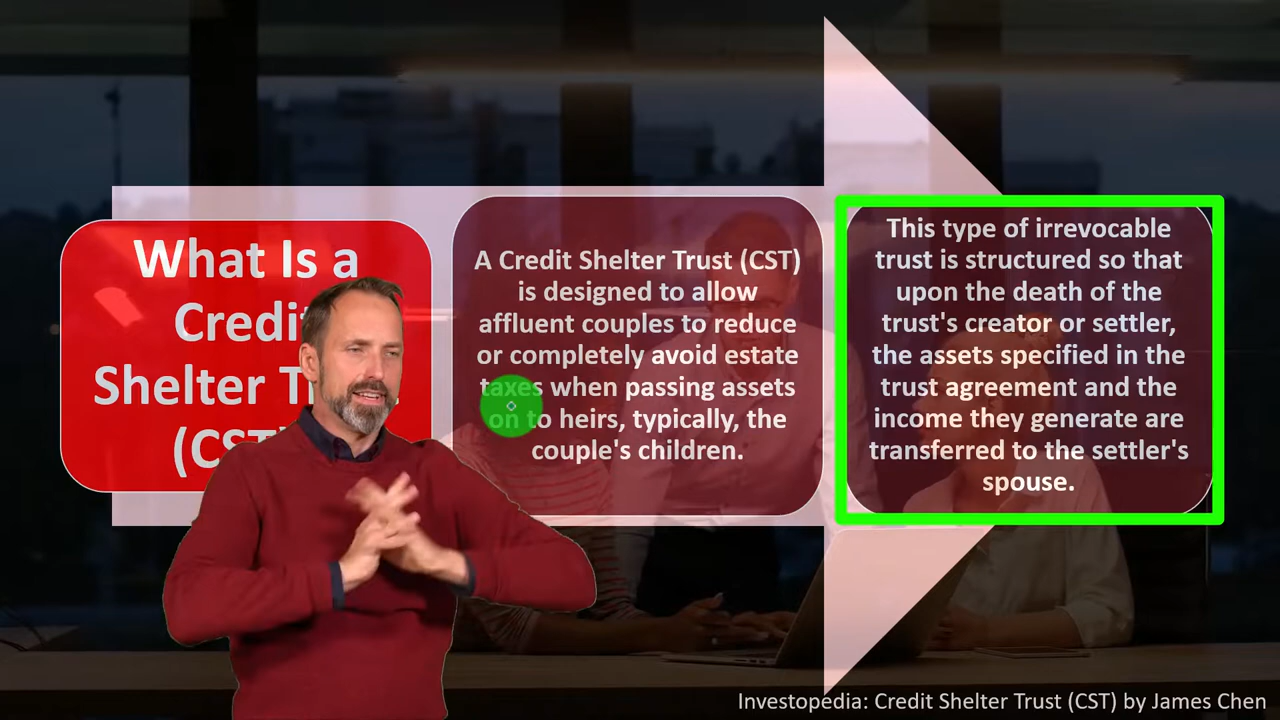 What Is a
Credit
Shelter T
(CST)
A Credit Shelter Trust (CST)
is designed to allow
affluent couples to reduce
or completely avoid estate
taxes when passing assets
on to heirs, typically, the
couple's children.
This type of irrevocable
trust is structured so that
upon the death of the
trust's creator or settler,
the assets specified in the
trust agreement and the
income they generate are
transferred to the settler's
spouse.
Investopedia: Credit Shelter Trust (CST) by James Chen